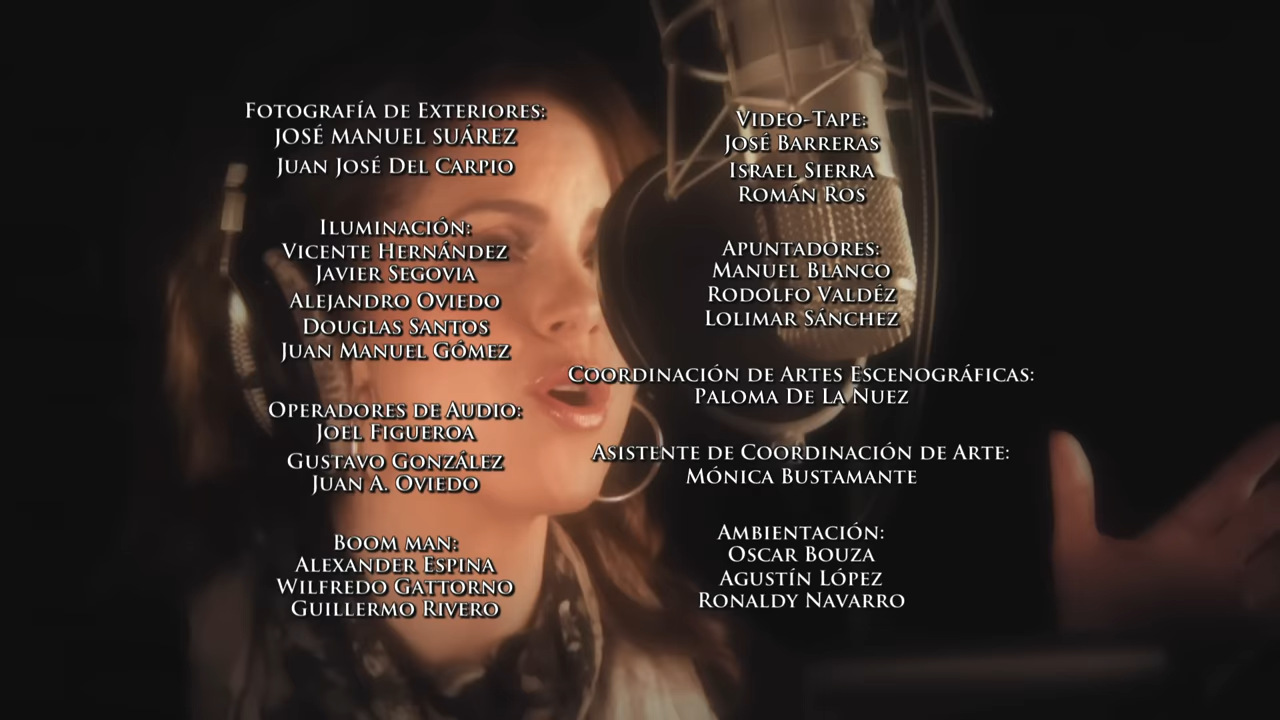 FOTOGRAFÍA DE EXTERIORES:
JOSÉ MANUEL SUÁREZ
JUAN JOSÉ DEL CARPIO
ILUMINACIÓN:
VICENTE HERNÁNDEZ
JAVIER SEGOVIA
ALEJANDRO OVIEDO
DOUGLAS SANTOS
JUAN MANUEL GÓMEZ
OPERADORES DE AUDIO:
JOEL FIGUEROA
GUSTAVO GONZÁLEZ
JUAN A. OVIEDO
BOOM MAN:
ALEXANDER ESPINA
WILFREDO GATTORNO
GUILLERMO RIVERO
VIDEO-TAPE:
JOSÉ BARRERAS
ISRAEL SIERRA
ROMÁN ROS
APUNTADORES:
MANUEL BLANCO
RODOLFO VALDÉZ
LOLIMAR SÁNCHEZ
COORDINACIÓN DE ARTES ESCENOGRÁFICAS:
PALOMA DE LA NUEZ
ASISTENTE DE COORDINACIÓN DE ARTE:
MÓNICA BUSTAMANTE
AMBIENTACIÓN:
OSCAR BOUZA
AGUSTÍN LÓPEZ
RONALDY NAVARRO